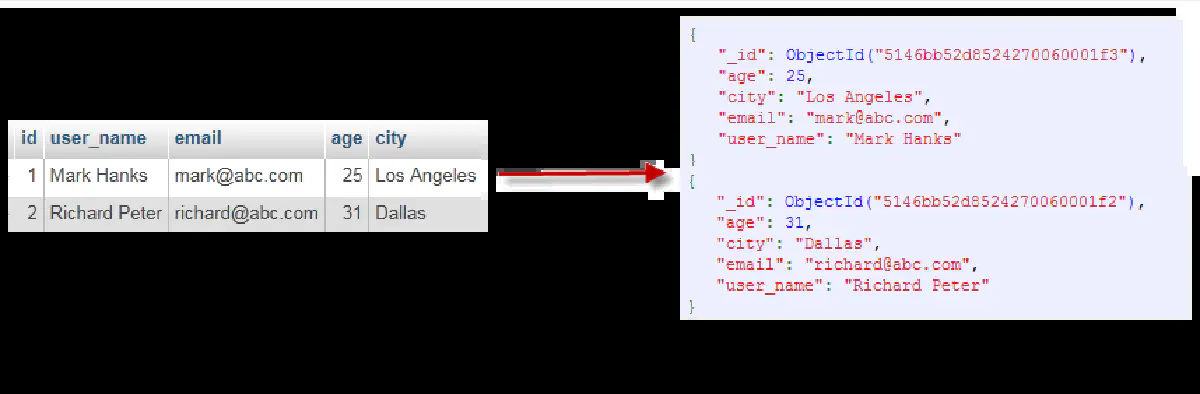 id user_name email age city
1 Mark Hanks mark@abc.com 25 Los Angeles
2 Richard Peter richard@abc.com 31 Dallas
{
"_id": ObjectId("5146bb52d8524270060001f3"),
"age": 25,
"city": "Los Angeles",
"email": "mark@abc.com",
"user_name": "Mark Hanks"
}
{
"_id": ObjectId("5146bb52d8524270060001f2"),
"age": 31,
"city": "Dallas",
"email": "richard@abc.com",
"user_name": "Richard Peter"
}